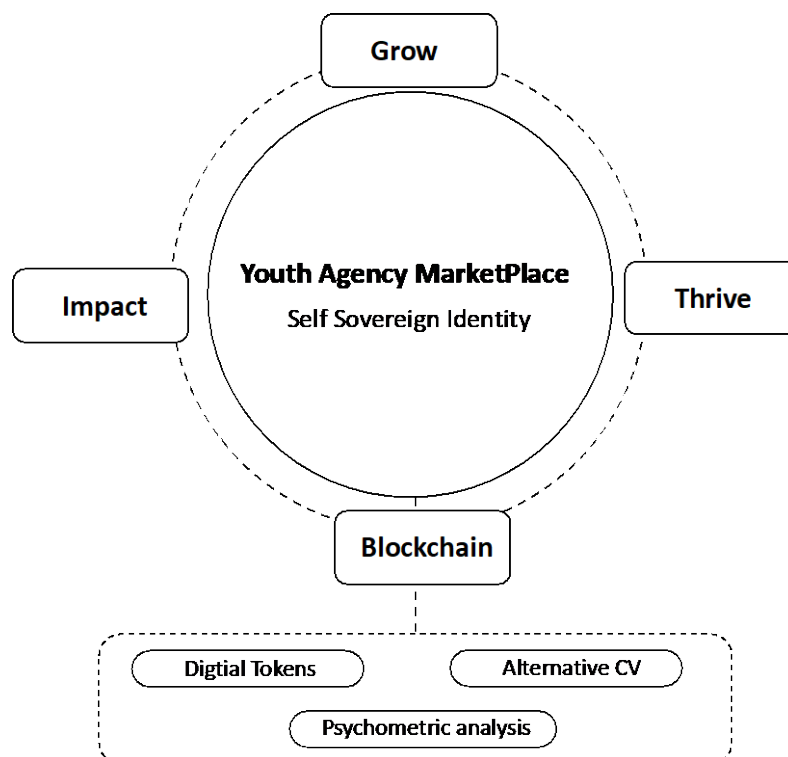 Grow
Youth Agency MarketPlace
Self Sovereign Identity
Impact
Thrive
Blockchain
Digtial Tokens
Alternative CV
Psychometric analysis